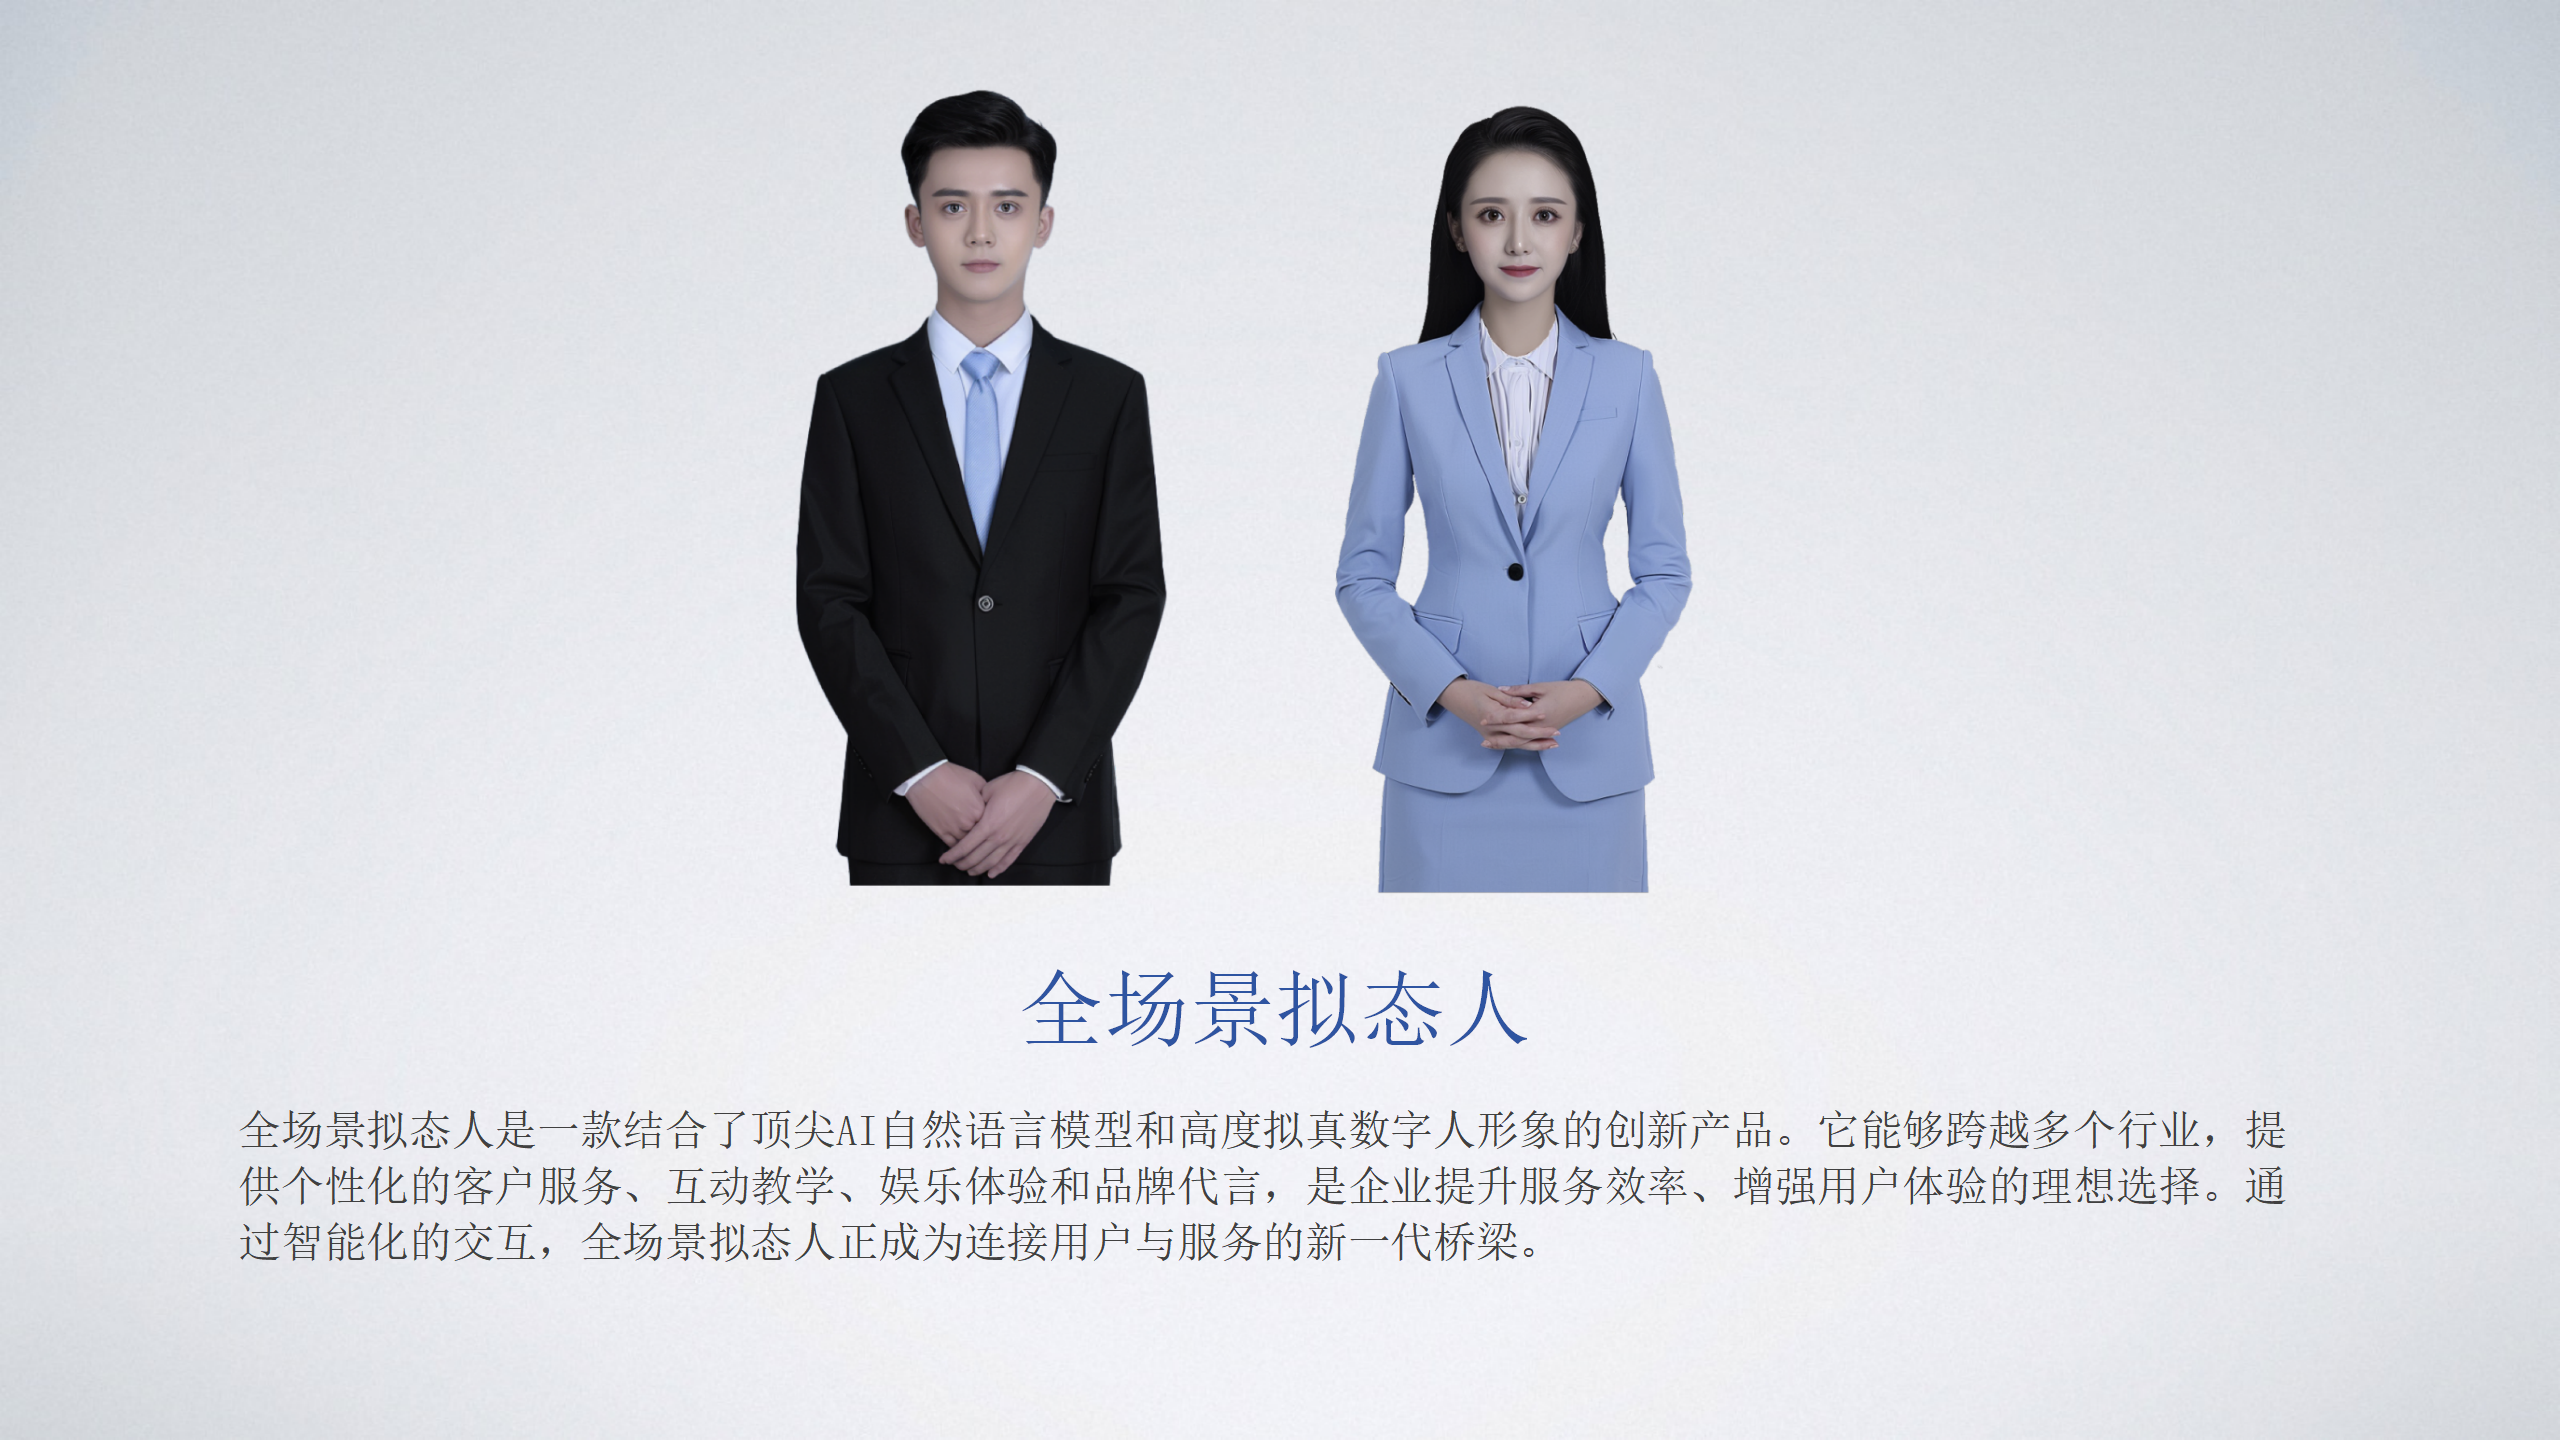 全场景拟态人
全场景拟态人是一款结合了顶尖AI自然语言模型和高度拟真数字人形象的创新产品。它能够跨越多个行业，提
供个性化的客户服务、互动教学、娱乐体验和品牌代言，是企业提升服务效率、增强用户体验的理想选择。通
过智能化的交互，全场景拟态人正成为连接用户与服务的新一代桥梁。